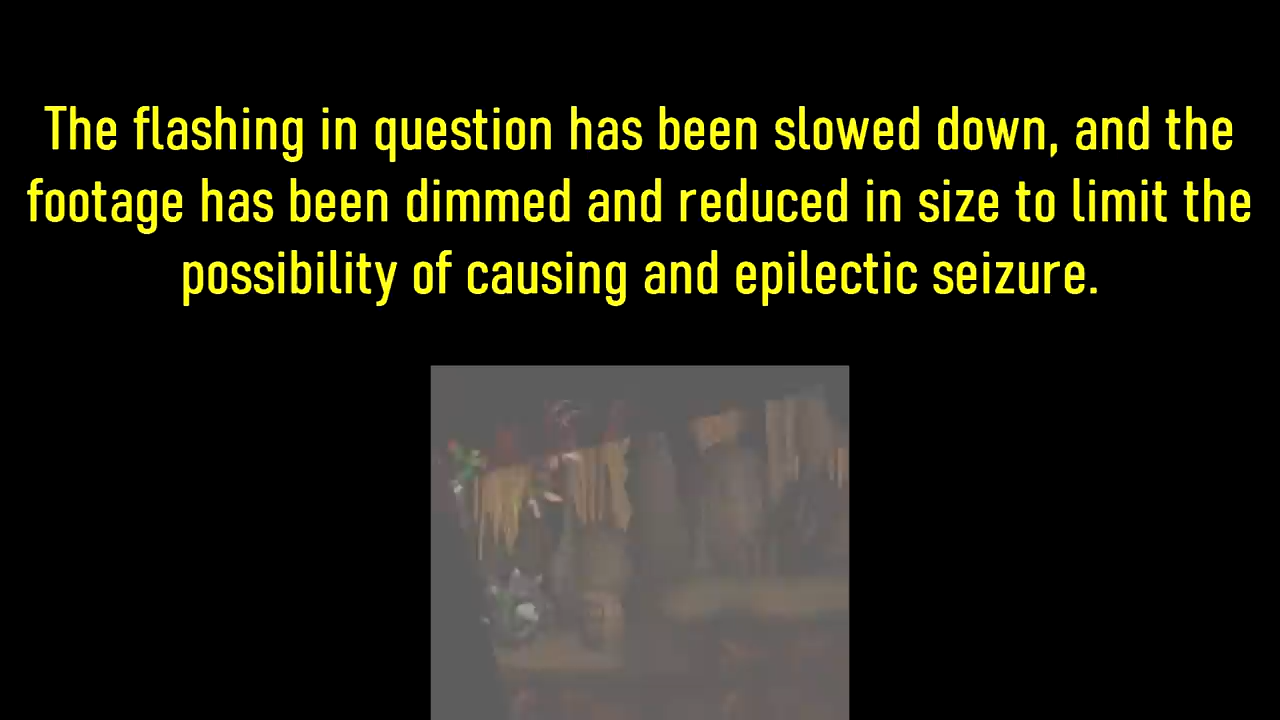 The flashing in question has been slowed down, and the
footage has been dimmed and reduced in size to limit the
possibility of causing and epilectic seizure.